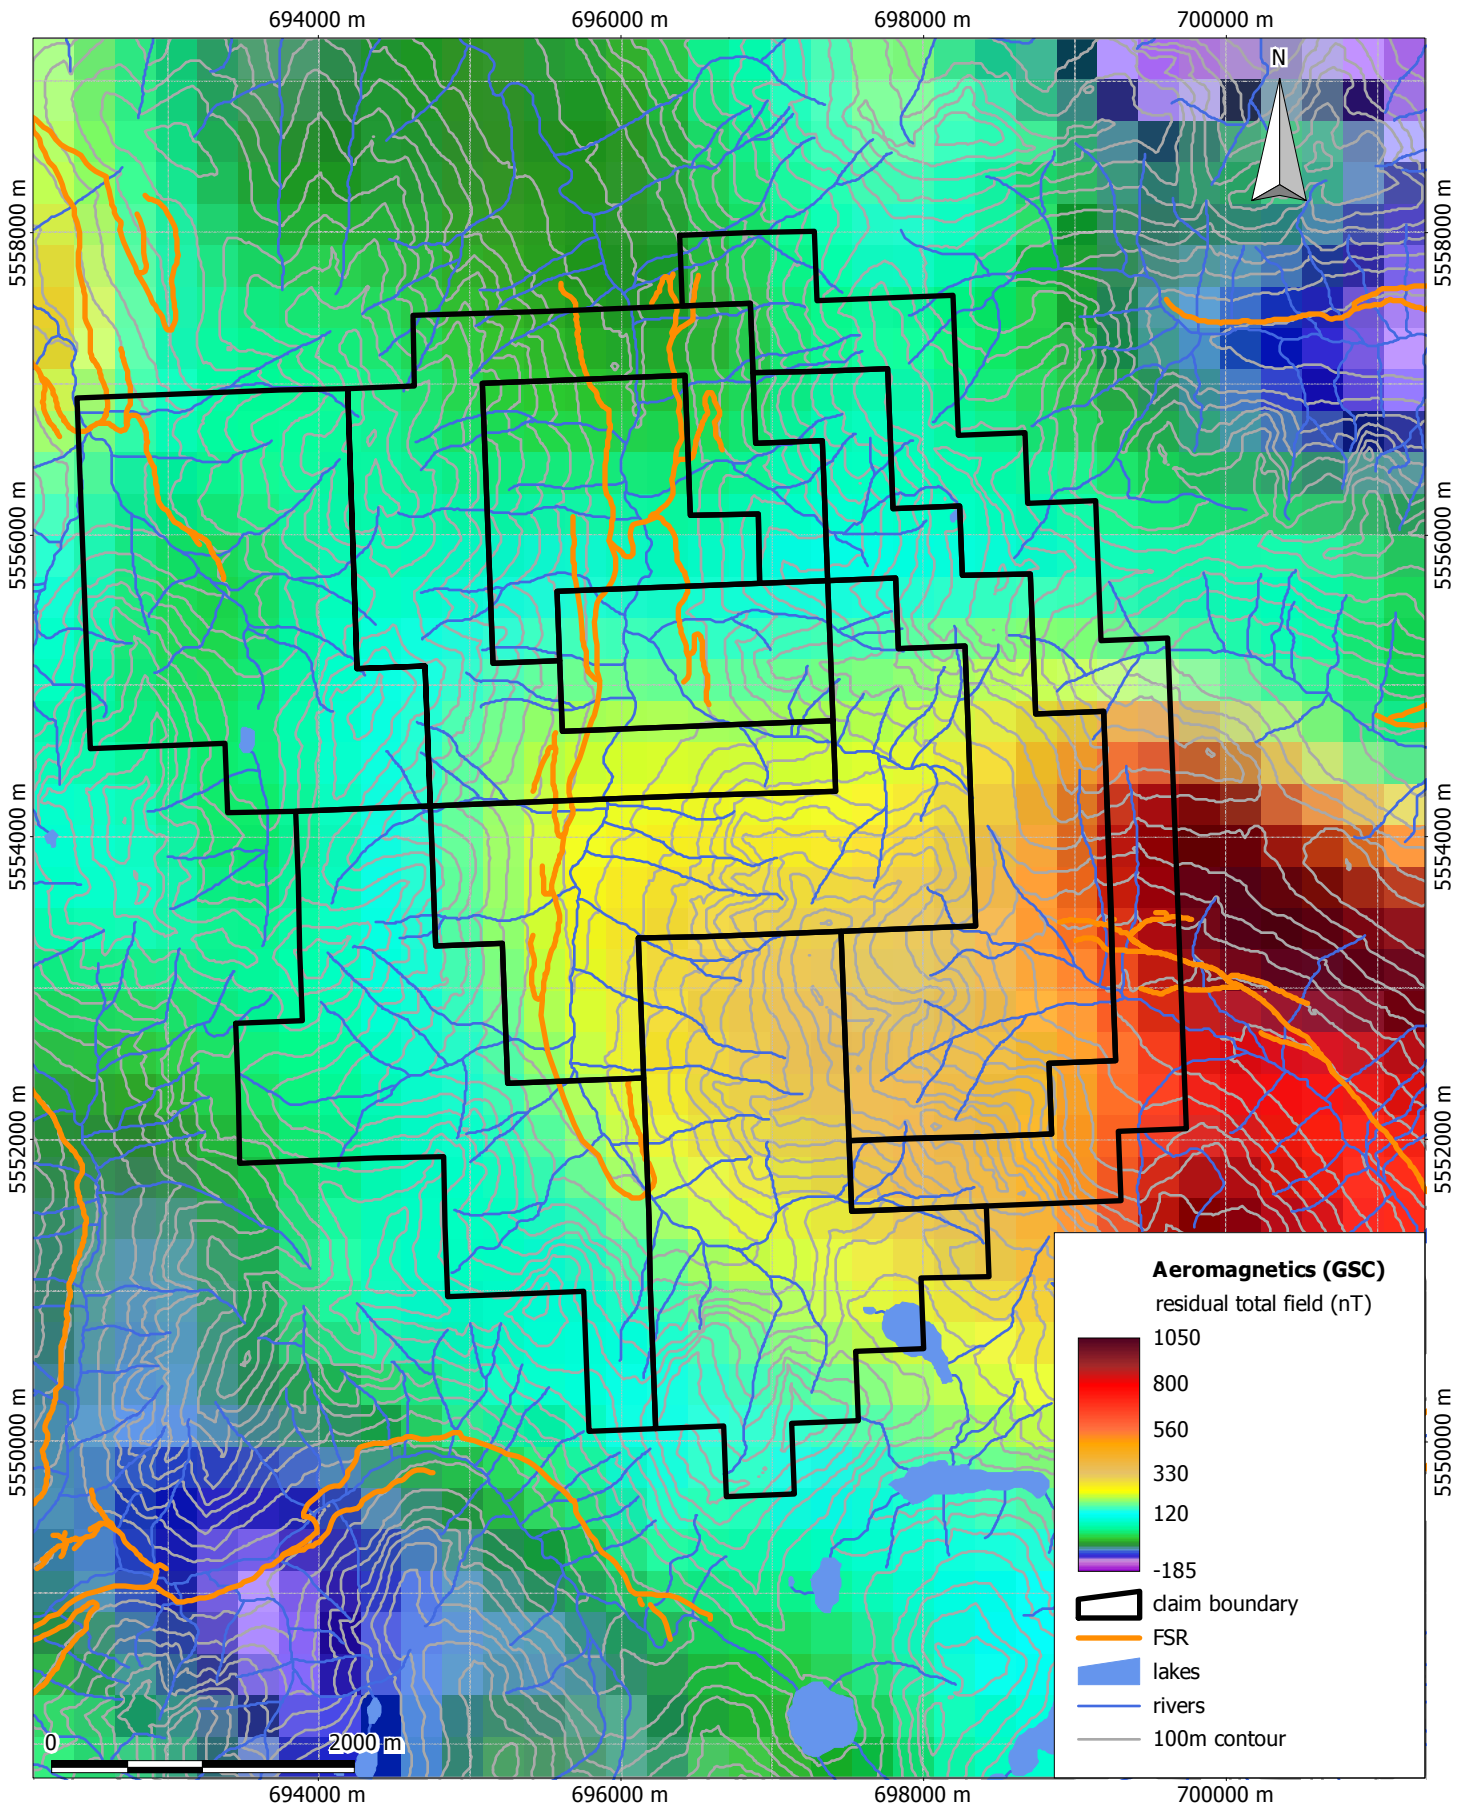 694000 m
696000 m
698000 m
700000 m
N
5558000 m
5558000 m
5556000 m
5556000 m
5554000 m
5554000 m
5552000 m
5552000 m
5550000 m
5550000 m
Aeromagnetics (GSC)
residual total field (nT)
1050
800
560
330
120
-185
claim boundary
FSR
lakes
rivers
100m contour
0
2000 m
694000 m
696000 m
698000 m
700000 m